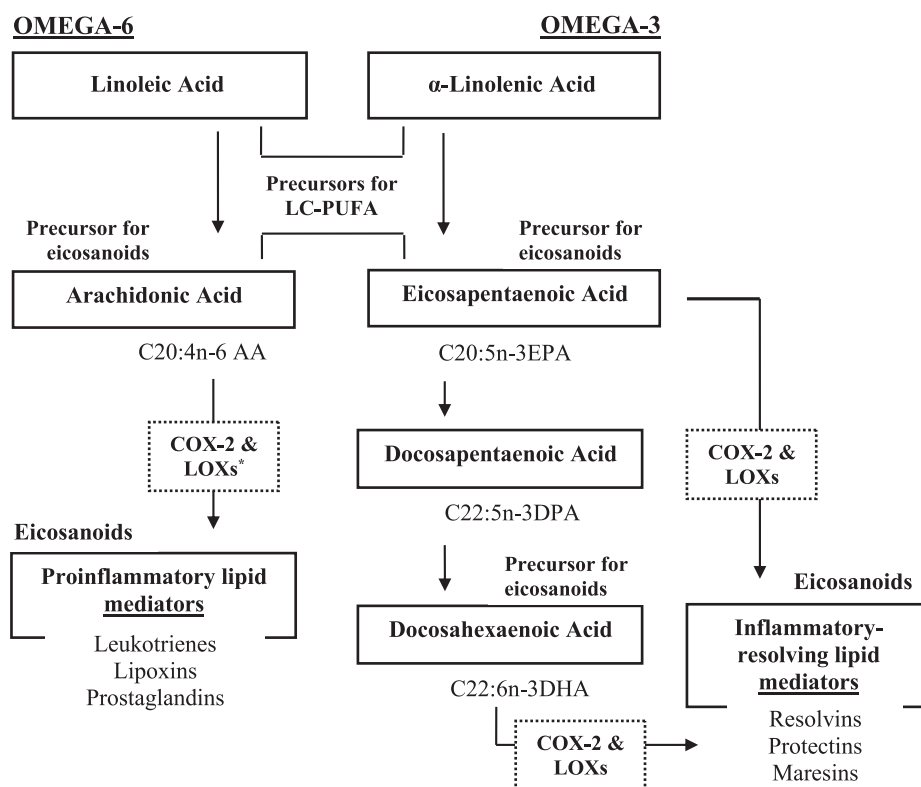 OMEGA-6
OMEGA-3
Linoleic Acid
α-Linolenic Acid
Precursors for
LC-PUFA
Precursor for
eicosanoids
Precursor for
eicosanoids
Arachidonic Acid
Eicosapentaenoic Acid
C20:4n-6 AA
C20:5n-3EPA
COX-2 &
LOXs*
Docosapentaenoic Acid
COX-2 &
LOXs
C22:5n-3DPA
Eicosanoids
Proinflammatory lipid
mediators
Leukotrienes
Lipoxins
Prostaglandins
Precursor for
eicosanoids
Docosahexaenoic Acid
C22:6n-3DHA
COX-2 &
LOXs
Eicosanoids
Inflammatory-
resolving lipid
mediators
Resolvins
Protectins
Maresins